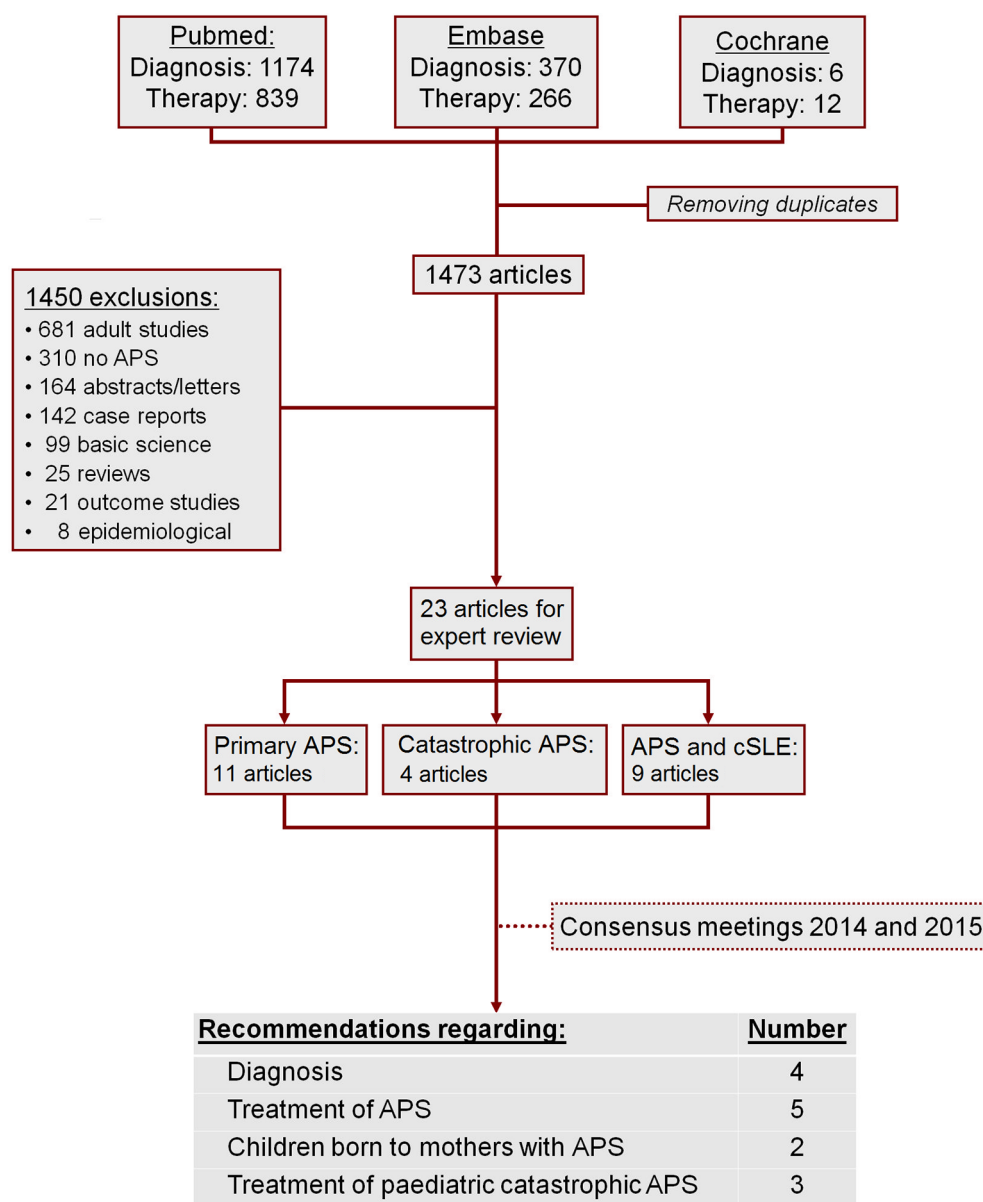 Pubmed:
Diagnosis: 1174
Therapy: 839
Embase
Diagnosis: 370
Therapy: 266
Cochrane
Diagnosis: 6
Therapy: 12
Removing duplicates
1473 articles
1450 exclusions:
• 681 adult studies
• 310 no APS
• 164 abstracts/letters
• 142 case reports
• 99 basic science
• 25 reviews
• 21 outcome studies
• 8 epidemiological
23 articles for
expert review
Primary APS:
11 articles
Catastrophic APS:
4 articles
APS and cSLE:
9 articles
Consensus meetings 2014 and 2015
Recommendations regarding: Number
Diagnosis 4
Treatment of APS 5
Children born to mothers with APS 2
Treatment of paediatric catastrophic APS 3